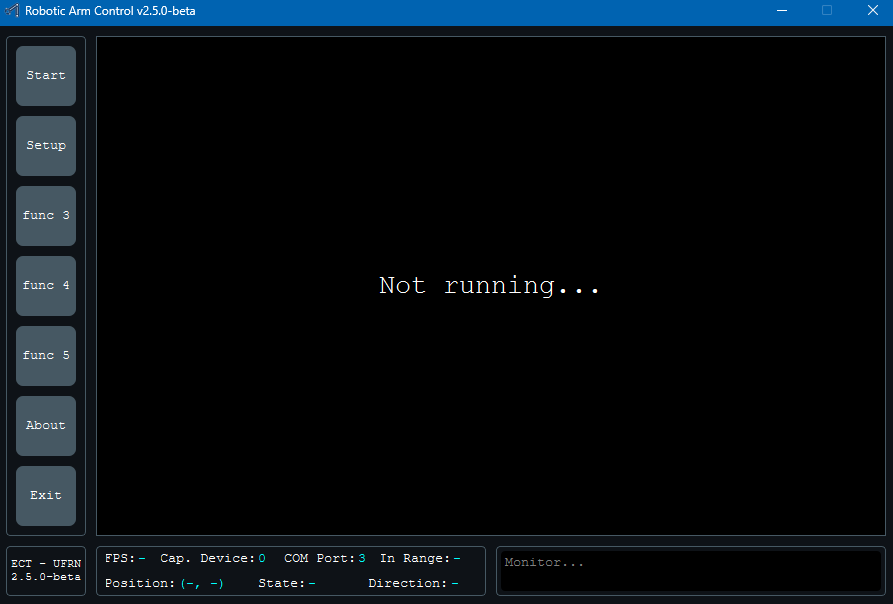 Robotic Arm Control v2.5.0-beta
Start
Setup
func 3
func 4
func 5
About
Exit
Not running...
ECT - UFRN
2.5.0-beta
FPS:- Cap. Device:0 COM Port:3 In Range:-
Position:(-, -) State:- Direction:-
Monitor...